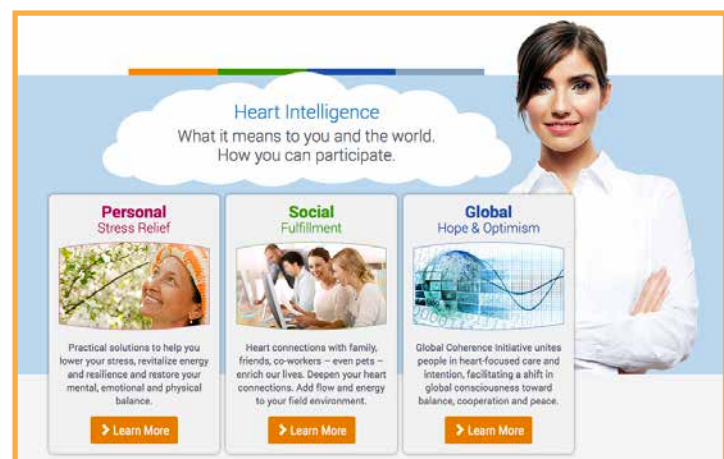 Heart Intelligence
What it means to you and the world.
How you can participate.
Personal
Stress Relief
Practical solutions to help you
lower your stress, revitalize energy
and resilience and restore your
mental, emotional and physical
balance.
Learn More
Social
Fulfillment
Heart connections with family,
friends, co-workers – even pets –
enrich our lives. Deepen your heart
connections. Add flow and energy
to your field environment.
Learn More
Global
Hope & Optimism
Global Coherence Initiative unites
people in heart-focused care and
intention, facilitating a shift in
global consciousness toward
balance, cooperation and peace.
Learn More